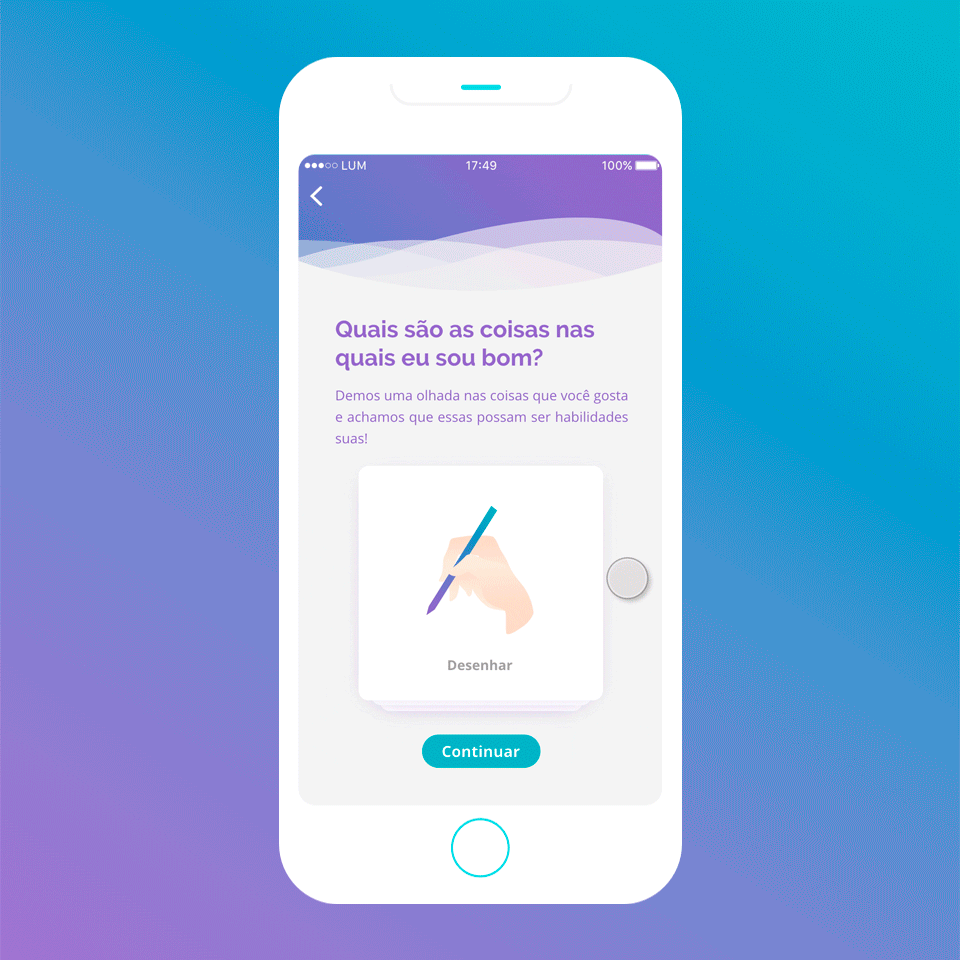 LUM 17:49 100%
Quais são as coisas nas
quais eu sou bom?
Demos uma olhada nas coisas que você gosta
e achamos que essas possam ser habilidades
suas!
Desenhar
Continuar